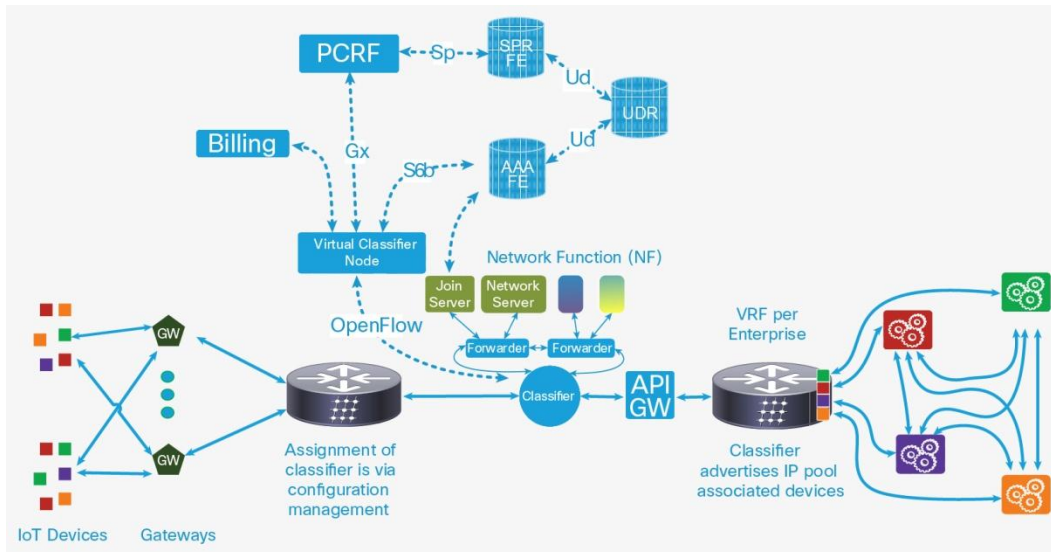 PCRF
Sp
SPR
FE
Ud
UDR
Ud
Billing
Gx
S6b
AAA
FE
Virtual Classifier
Node
Network Function (NF)
Join
Server
Network
Server
OpenFlow
Forwarder
Forwarder
VRF per
Enterprise
GW
Classifier
API
GW
GW
Assignment of
classifier is via
configuration
management
Classifier
advertises IP pool
associated devices
IoT Devices
Gateways